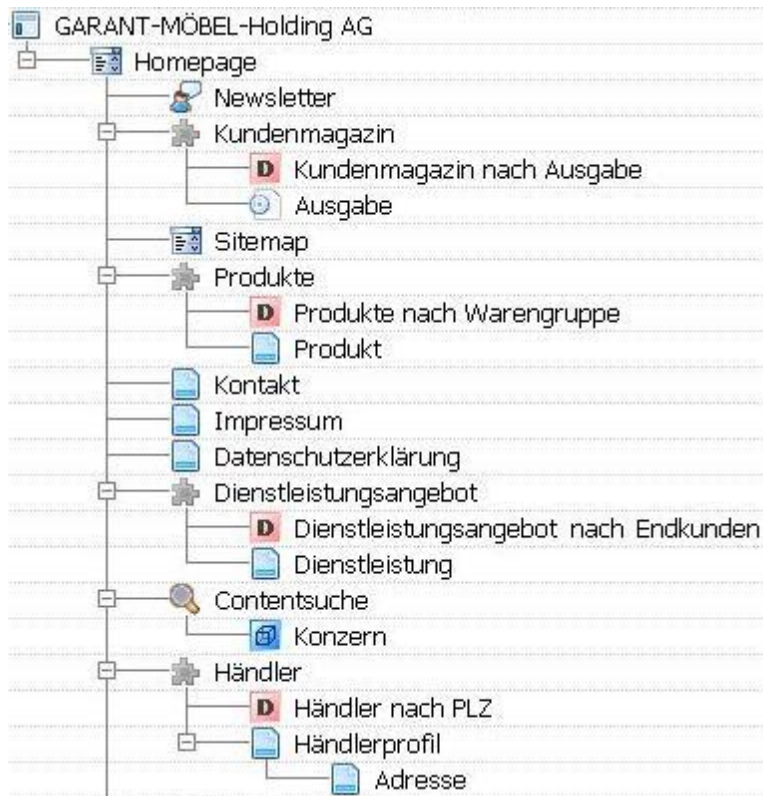 GARANT-MÖBEL-Holding AG
Homepage
Newsletter
Kundenmagazin
D Kundenmagazin nach Ausgabe
Ausgabe
Sitemap
Produkte
D Produkte nach Warengruppe
Produkt
Kontakt
Impressum
Datenschutzerklärung
Dienstleistungsangebot
D Dienstleistungsangebot nach Endkunden
Dienstleistung
Contentsuche
Konzern
Händler
D Händler nach PLZ
Händlerprofil
Adresse